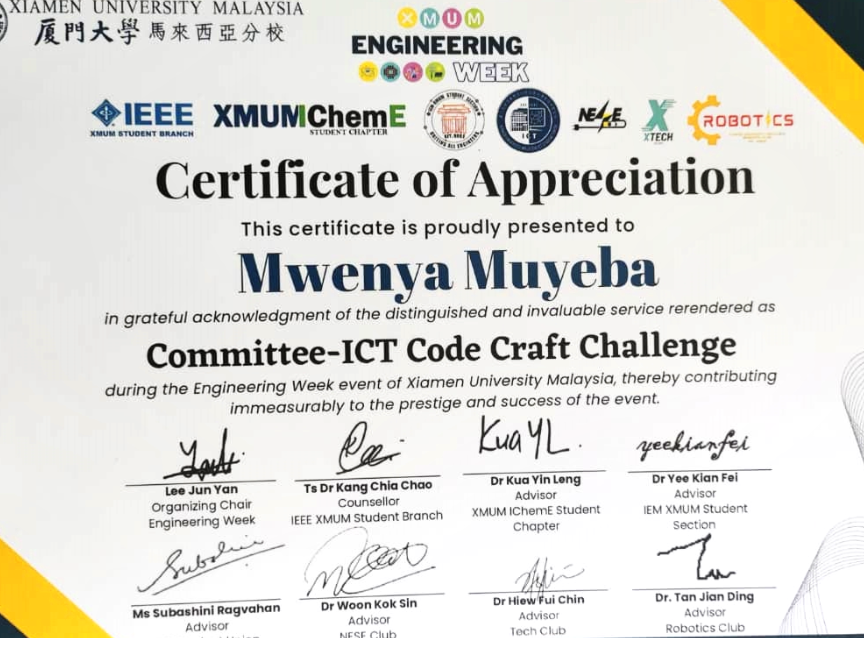 XIAMEN UNIVERSITY MALAYSIA
厦門大學 馬來西亞分校
XMUM
ENGINEERING
WEEK
IEEE
XMUM STUDENT BRANCH
XMUM IChemE
STUDENT CHAPTER
ICT
XTECH
ROBOTICS
Certificate of Appreciation
This certificate is proudly presented to
Mwenya Muyeba
in grateful acknowledgment of the distinguished and invaluable service rerendered as
Committee-ICT Code Craft Challenge
during the Engineering Week event of Xiamen University Malaysia, thereby contributing
immeasurably to the prestige and success of the event.
Kua YL.
yeekianfei
Lee Jun Yan
Organizing Chair
Engineering Week
Ts Dr Kang Chia Chao
Counsellor
IEEE XMUM Student Branch
Dr Kua Yin Leng
Advisor
XMUM IChemE Student
Chapter
Dr Yee Kian Fei
Advisor
IEM XMUM Student
Section
Subashini
Ms Subashini Ragvahan
Advisor
Dr Woon Kok Sin
Advisor
NESE Club
Dr Hiew Fui Chin
Advisor
Tech Club
Dr. Tan Jian Ding
Advisor
Robotics Club